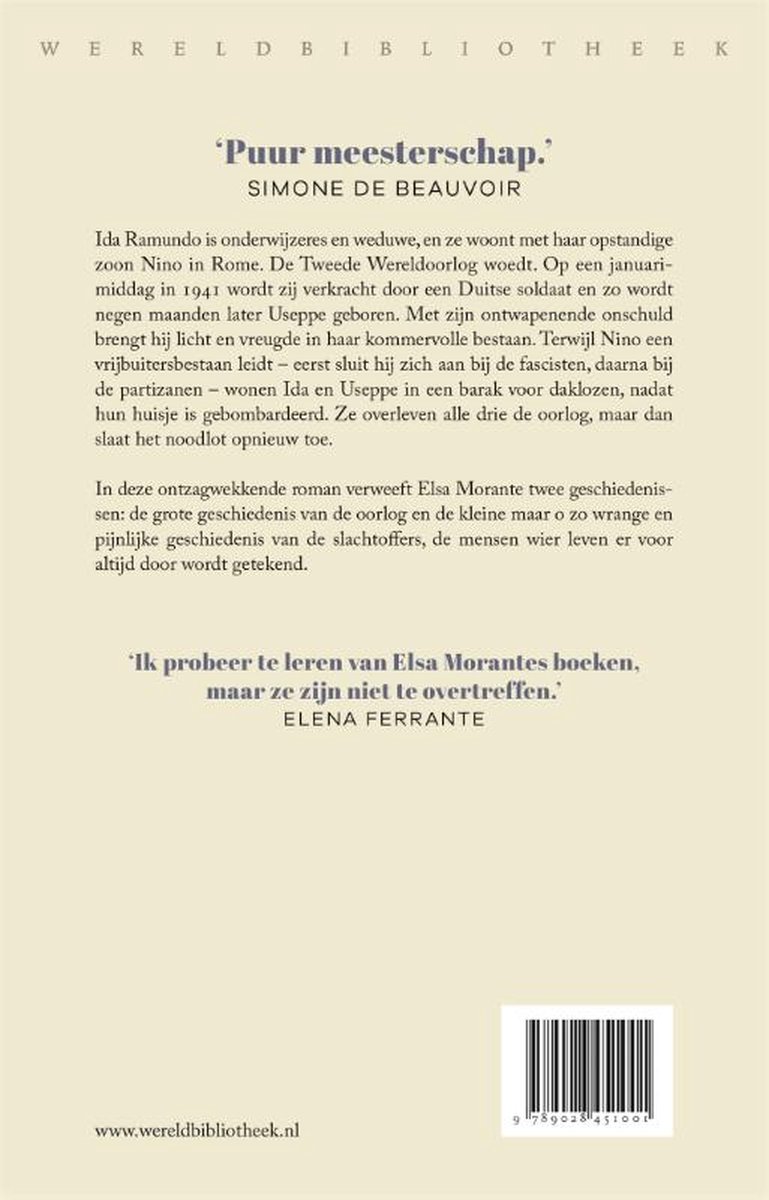 WERELDBIBLIOTHEEK
‘Puur meesterschap.’
SIMONE DE BEAUVOIR
Ida Ramundo is onderwijzeres en weduwe, en ze woont met haar opstandige
zoon Nino in Rome. De Tweede Wereldoorlog woedt. Op een januari-
middag in 1941 wordt zij verkracht door een Duitse soldaat en zo wordt
negen maanden later Useppe geboren. Met zijn ontwapenende onschuld
brengt hij licht en vreugde in haar kommervolle bestaan. Terwijl Nino een
vrijbuitersbestaan leidt – eerst sluit hij zich aan bij de fascisten, daarna bij
de partizanen – wonen Ida en Useppe in een barak voor daklozen, nadat
hun huisje is gebombardeerd. Ze overleven alle drie de oorlog, maar dan
slaat het noodlot opnieuw toe.
In deze ontzagwekkende roman verweeft Elsa Morante twee geschiedenis-
sen: de grote geschiedenis van de oorlog en de kleine maar o zo wrange en
pijnlijke geschiedenis van de slachtoffers, de mensen wier leven er voor
altijd door wordt getekend.
‘Ik probeer te leren van Elsa Morantes boeken,
maar ze zijn niet te overtreffen.’
ELENA FERRANTE
9 789028 451001
www.wereldbibliotheek.nl